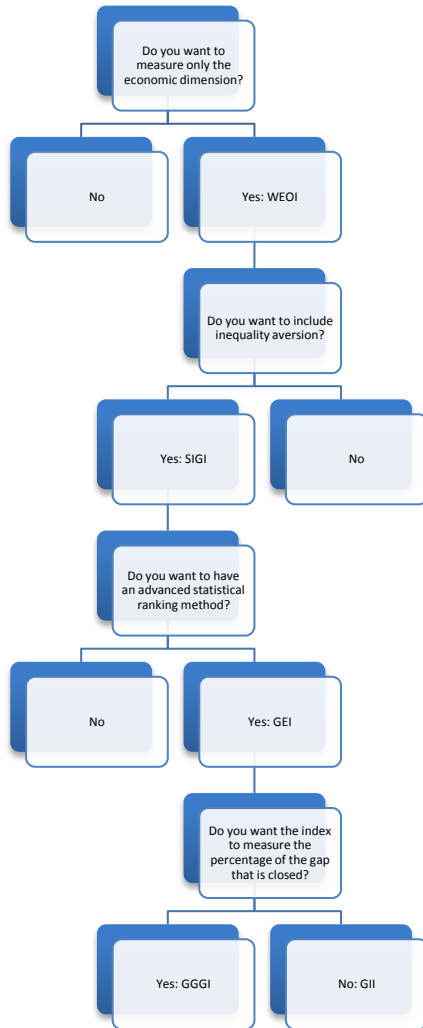 Do you want to
measure only the
economic dimension?
No
Yes: WEOI
Do you want to include
inequality aversion?
Yes: SIGI
No
Do you want to have
an advanced statistical
ranking method?
No
Yes: GEI
Do you want the index
to measure the
percentage of the gap
that is closed?
Yes: GGGI
No: GII